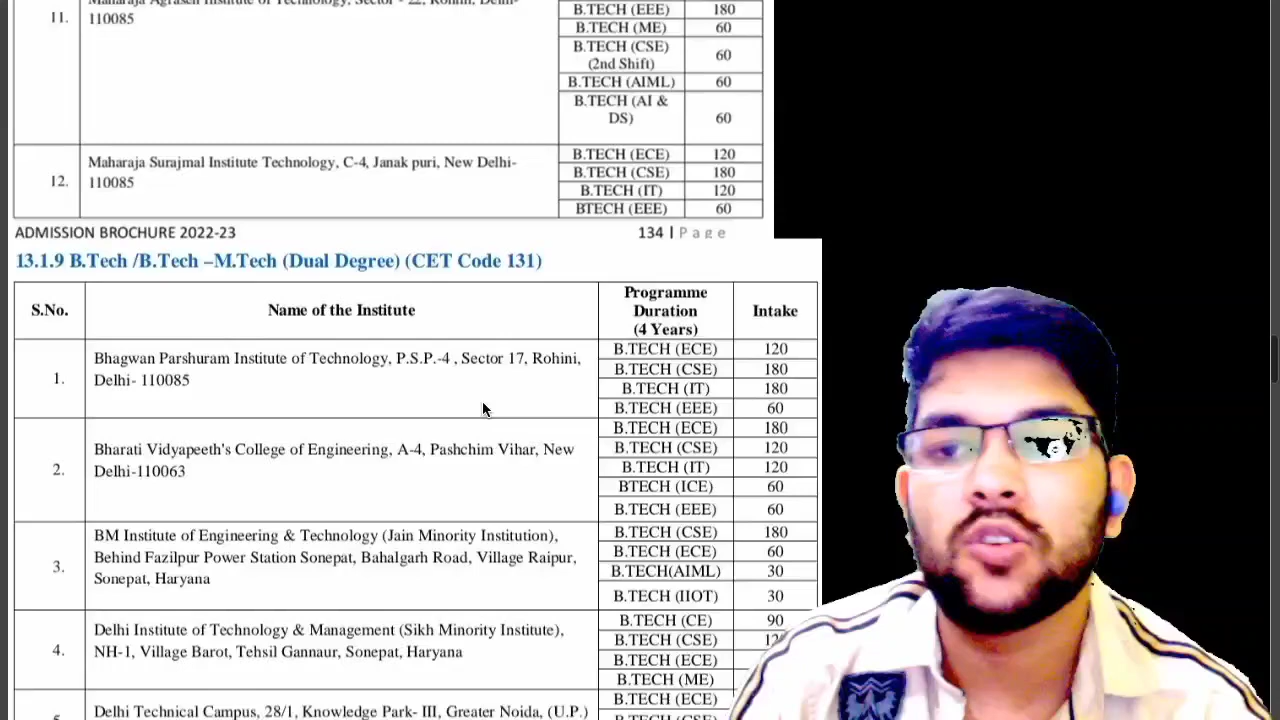 Maharaja Agrasen Institute of Technology, Sector - 22, Rohini, Delhi-
11.
110085
B.TECH (EEE) 180
B.TECH (ME) 60
B.TECH (CSE)
(2nd Shift) 60
B.TECH (AIML) 60
B.TECH (AI &
DS) 60
12.
Maharaja Surajmal Institute Technology, C-4, Janak puri, New Delhi-
110085
B.TECH (ECE) 120
B.TECH (CSE) 180
B.TECH (IT) 120
BTECH (EEE) 60
ADMISSION BROCHURE 2022-23 134 | Page
13.1.9 B.Tech /B.Tech –M.Tech (Dual Degree) (CET Code 131)
S.No. Name of the Institute
Programme
Duration
(4 Years)
Intake
1.
Bhagwan Parshuram Institute of Technology, P.S.P.-4 , Sector 17, Rohini,
Delhi- 110085
B.TECH (ECE) 120
B.TECH (CSE) 180
B.TECH (IT) 180
B.TECH (EEE) 60
2.
Bharati Vidyapeeth's College of Engineering, A-4, Pashchim Vihar, New
Delhi-110063
B.TECH (ECE) 180
B.TECH (CSE) 120
B.TECH (IT) 120
BTECH (ICE) 60
B.TECH (EEE) 60
3.
BM Institute of Engineering & Technology (Jain Minority Institution),
Behind Fazilpur Power Station Sonepat, Bahalgarh Road, Village Raipur,
Sonepat, Haryana
B.TECH (CSE) 180
B.TECH (ECE) 60
B.TECH(AIML) 30
B.TECH (IIOT) 30
4.
Delhi Institute of Technology & Management (Sikh Minority Institute),
NH-1, Village Barot, Tehsil Gannaur, Sonepat, Haryana
B.TECH (CE) 90
B.TECH (CSE)
B.TECH (ECE)
B.TECH (ME)
Delhi Technical Campus, 28/1, Knowledge Park- III, Greater Noida, (U.P.)
B.TECH (ECE)